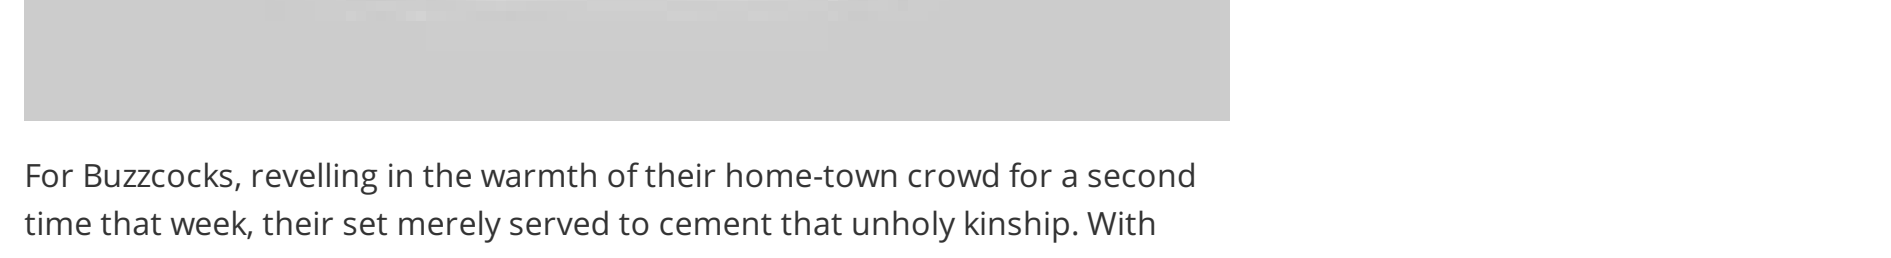 For Buzzcocks, revelling in the warmth of their home-town crowd for a second
time that week, their set merely served to cement that unholy kinship. With